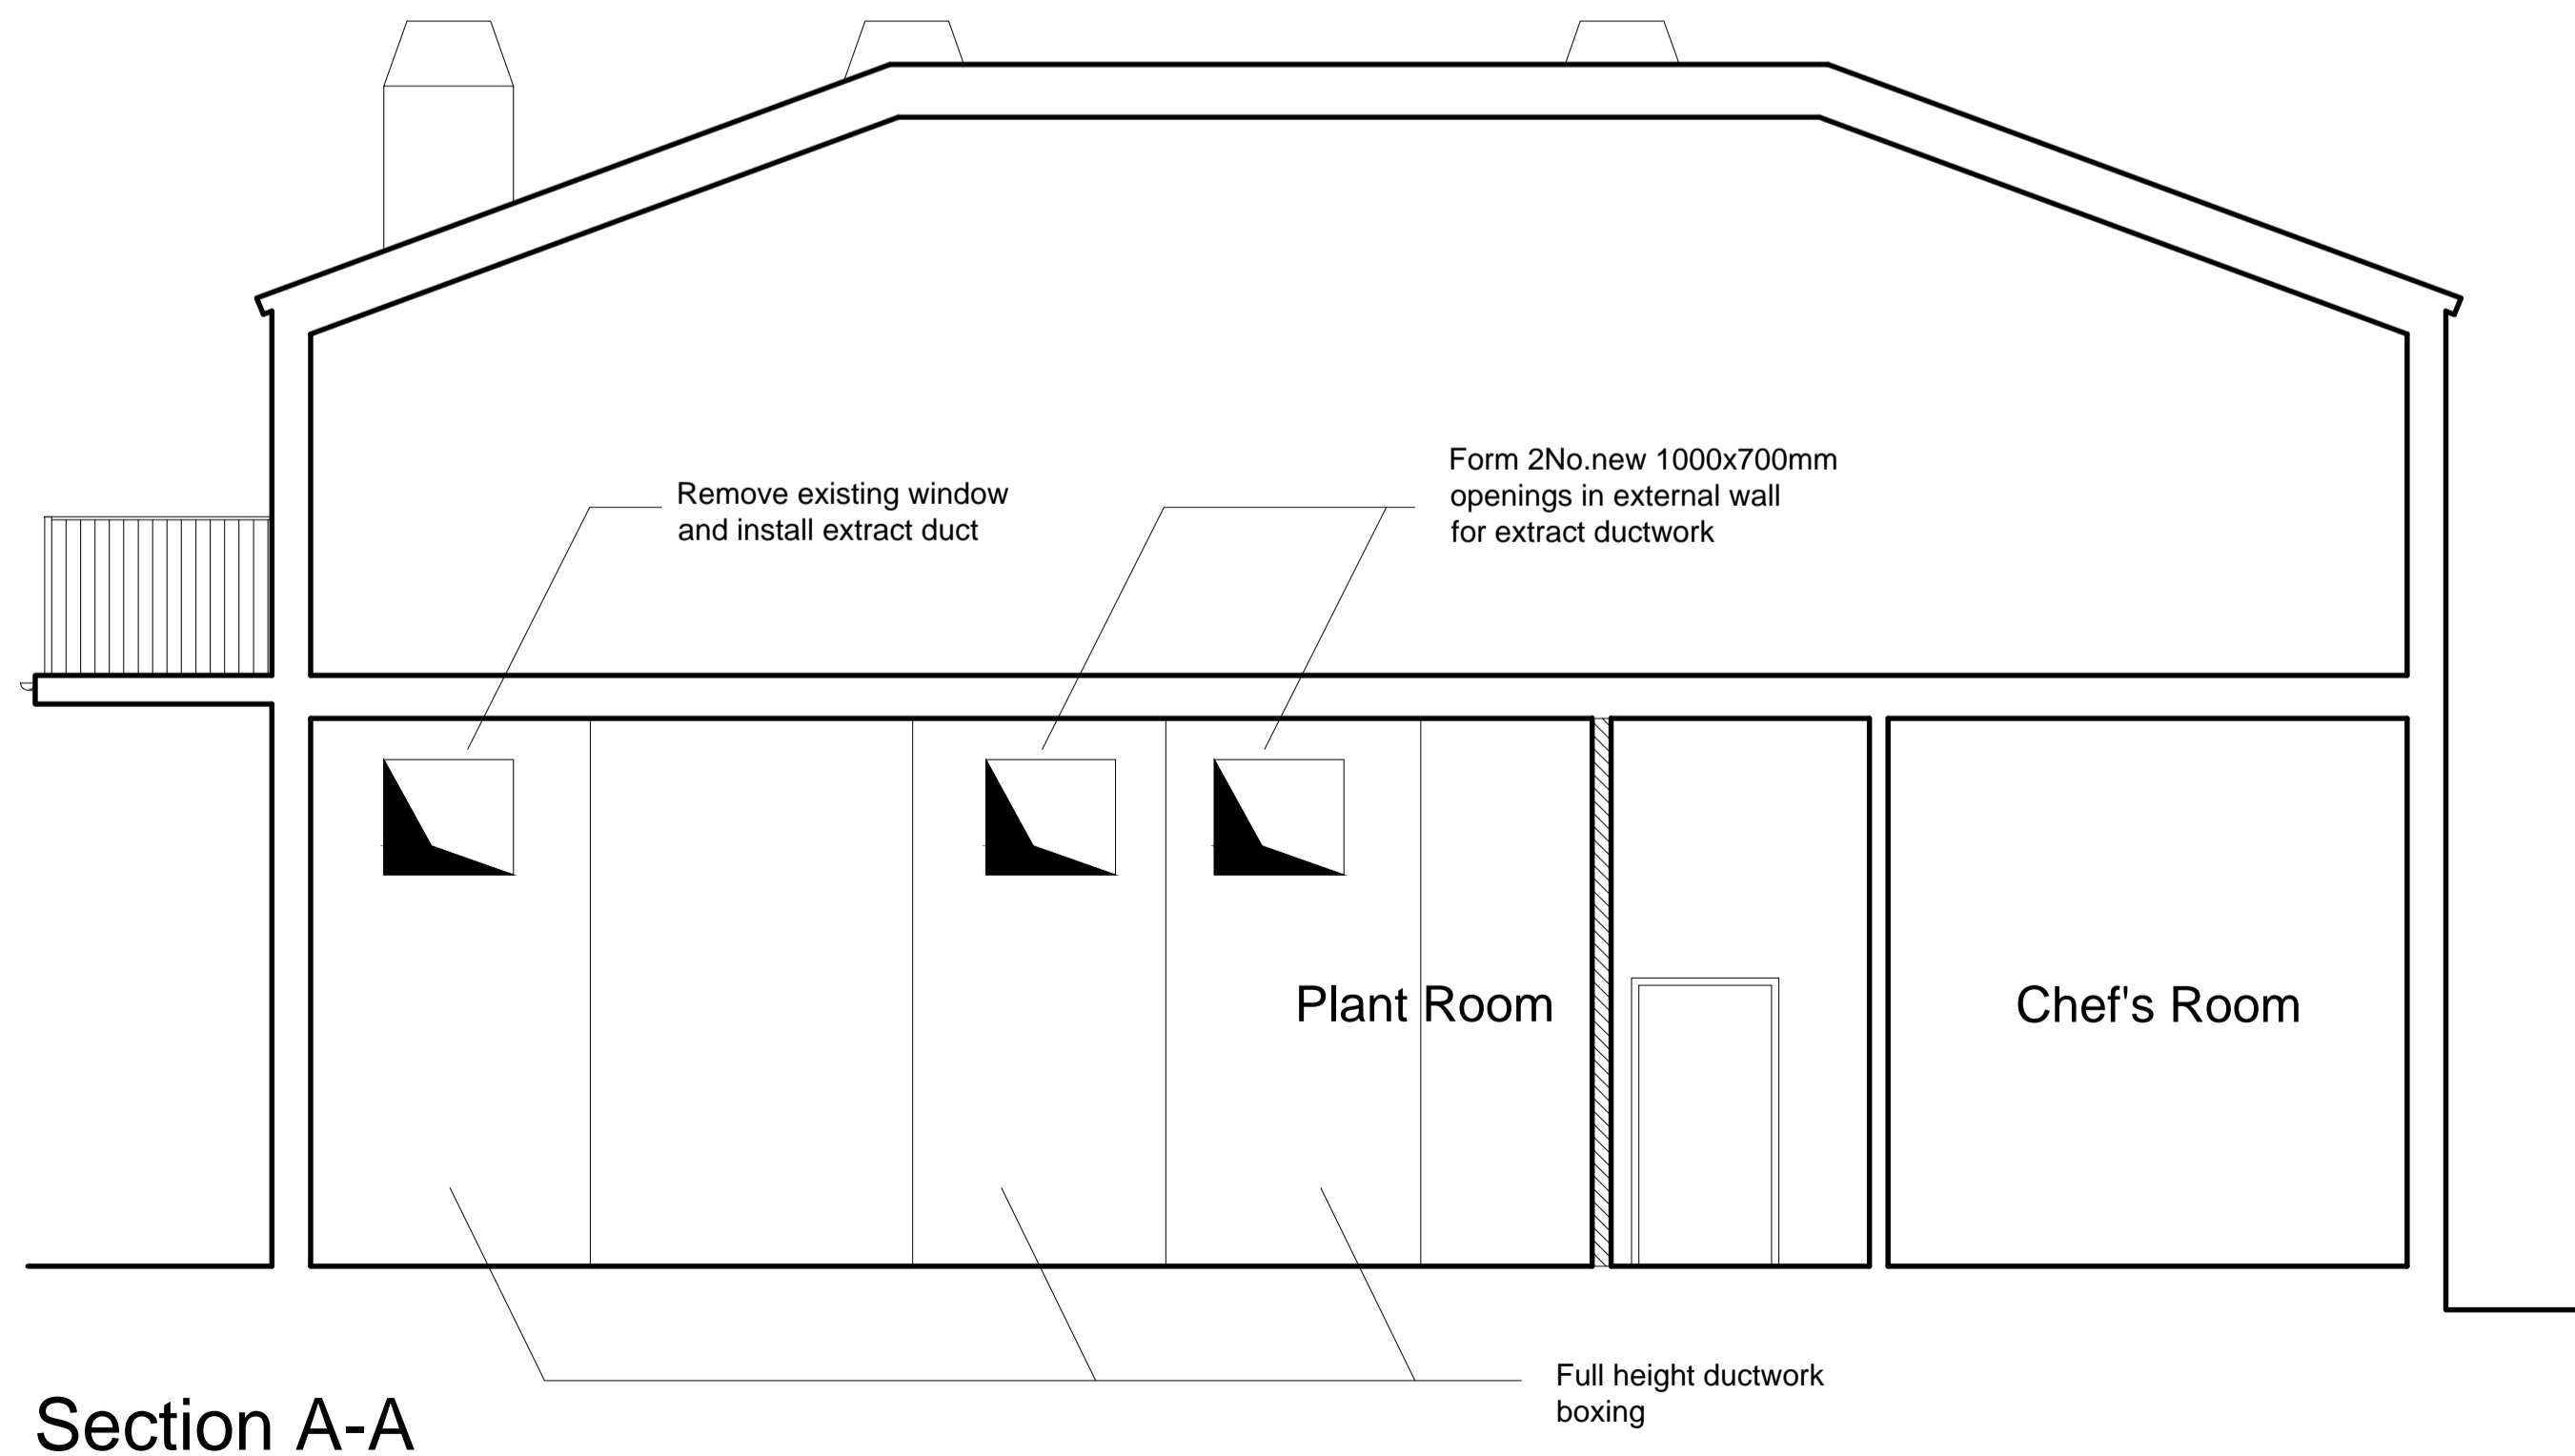 Form 2No.new 1000x700mm
openings in external wall
for extract ductwork
Remove existing window
and install extract duct
Plant Room
Chef's Room
Full height ductwork
boxing
Section A-A